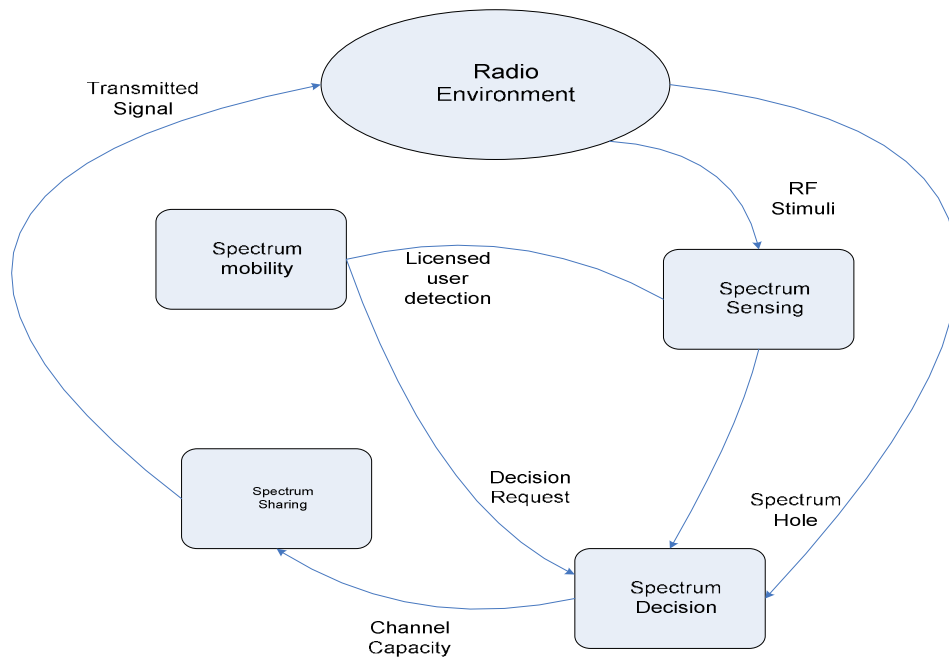 Radio
Environment
Transmitted
Signal
RF
Stimuli
Spectrum
mobility
Licensed
user
detection
Spectrum
Sensing
Spectrum
Sharing
Decision
Request
Spectrum
Hole
Spectrum
Decision
Channel
Capacity